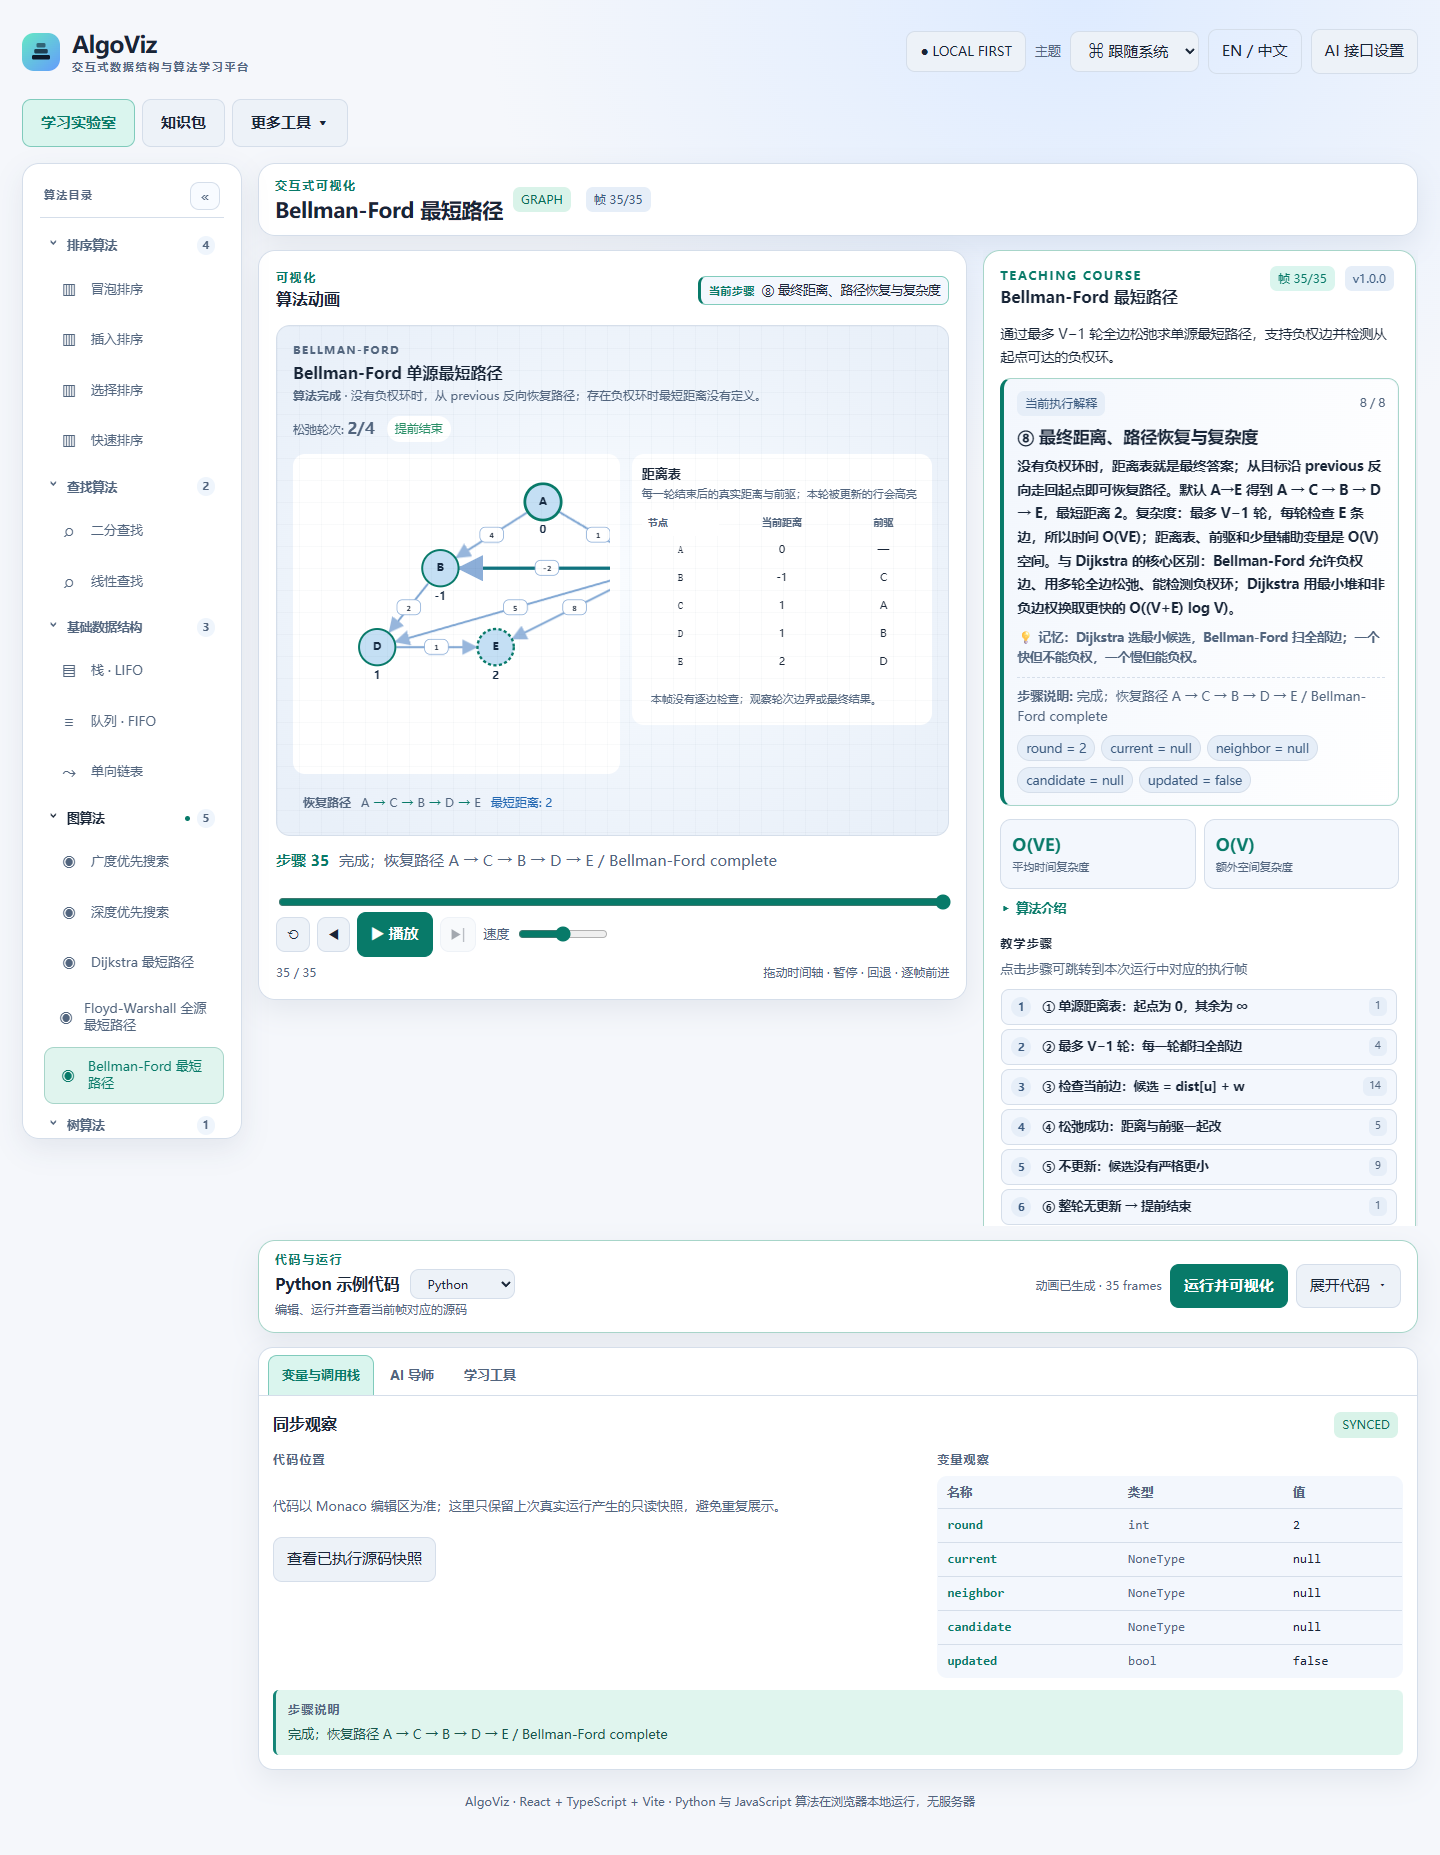 AlgoViz
交互式数据结构与算法学习平台
● LOCAL FIRST
主题
⌘ 跟随系统
EN / 中文
AI 接口设置
学习实验室
知识包
更多工具 ▼
算法目录
«
排序算法 4
冒泡排序
插入排序
选择排序
快速排序
查找算法 2
二分查找
线性查找
基础数据结构 3
栈 · LIFO
队列 · FIFO
单向链表
图算法 5
广度优先搜索
深度优先搜索
Dijkstra 最短路径
Floyd-Warshall 全源
最短路径
Bellman-Ford 最短
路径
树算法 1
交互式可视化
Bellman-Ford 最短路径
GRAPH
帧 35/35
可视化
算法动画
当前步骤 ⑧ 最终距离、路径恢复与复杂度
BELLMAN-FORD
Bellman-Ford 单源最短路径
算法完成 · 没有负权环时，从 previous 反向恢复路径；存在负权环时最短距离没有定义。
松弛轮次: 2/4 提前结束
A
0
4
1
B
-1
-2
2
5
8
D
1
1
E
2
距离表
每一轮结束后的真实距离与前驱；本轮被更新的行会高亮
节点 当前距离 前驱
A 0 —
B -1 C
C 1 A
D 1 B
E 2 D
本帧没有逐边检查；观察轮次边界或最终结果。
恢复路径 A → C → B → D → E 最短距离: 2
步骤 35 完成；恢复路径 A → C → B → D → E / Bellman-Ford complete
▶ 播放
速度
35 / 35
拖动时间轴 · 暂停 · 回退 · 逐帧前进
TEACHING COURSE
Bellman-Ford 最短路径
帧 35/35
v1.0.0
通过最多 V−1 轮全边松弛求单源最短路径，支持负权边并检测从
起点可达的负权环。
当前执行解释
8 / 8
⑧ 最终距离、路径恢复与复杂度
没有负权环时，距离表就是最终答案；从目标沿 previous 反
向走回起点即可恢复路径。默认 A→E 得到 A → C → B → D
→ E，最短距离 2。复杂度：最多 V−1 轮，每轮检查 E 条
边，所以时间 O(VE)；距离表、前驱和少量辅助变量是 O(V)
空间。与 Dijkstra 的核心区别：Bellman-Ford 允许负权
边、用多轮全边松弛、能检测负权环；Dijkstra 用最小堆和非
负边权换取更快的 O((V+E) log V)。
💡 记忆：Dijkstra 选最小候选，Bellman-Ford 扫全部边；一个
快但不能负权，一个慢但能负权。
步骤说明: 完成；恢复路径 A → C → B → D → E / Bellman-
Ford complete
round = 2
current = null
neighbor = null
candidate = null
updated = false
O(VE)
平均时间复杂度
O(V)
额外空间复杂度
▸ 算法介绍
教学步骤
点击步骤可跳转到本次运行中对应的执行帧
1 ① 单源距离表：起点为 0，其余为 ∞ 1
2 ② 最多 V−1 轮：每一轮都扫全部边 4
3 ③ 检查当前边：候选 = dist[u] + w 14
4 ④ 松弛成功：距离与前驱一起改 5
5 ⑤ 不更新：候选没有严格更小 9
6 ⑥ 整轮无更新 → 提前结束 1
代码与运行
Python 示例代码
Python
编辑、运行并查看当前帧对应的源码
动画已生成 · 35 frames
运行并可视化
展开代码
变量与调用栈
AI 导师
学习工具
同步观察
SYNCED
代码位置
代码以 Monaco 编辑区为准；这里只保留上次真实运行产生的只读快照，避免重复展示。
查看已执行源码快照
变量观察
名称 类型 值
round int 2
current NoneType null
neighbor NoneType null
candidate NoneType null
updated bool false
步骤说明
完成；恢复路径 A → C → B → D → E / Bellman-Ford complete
AlgoViz · React + TypeScript + Vite · Python 与 JavaScript 算法在浏览器本地运行，无服务器